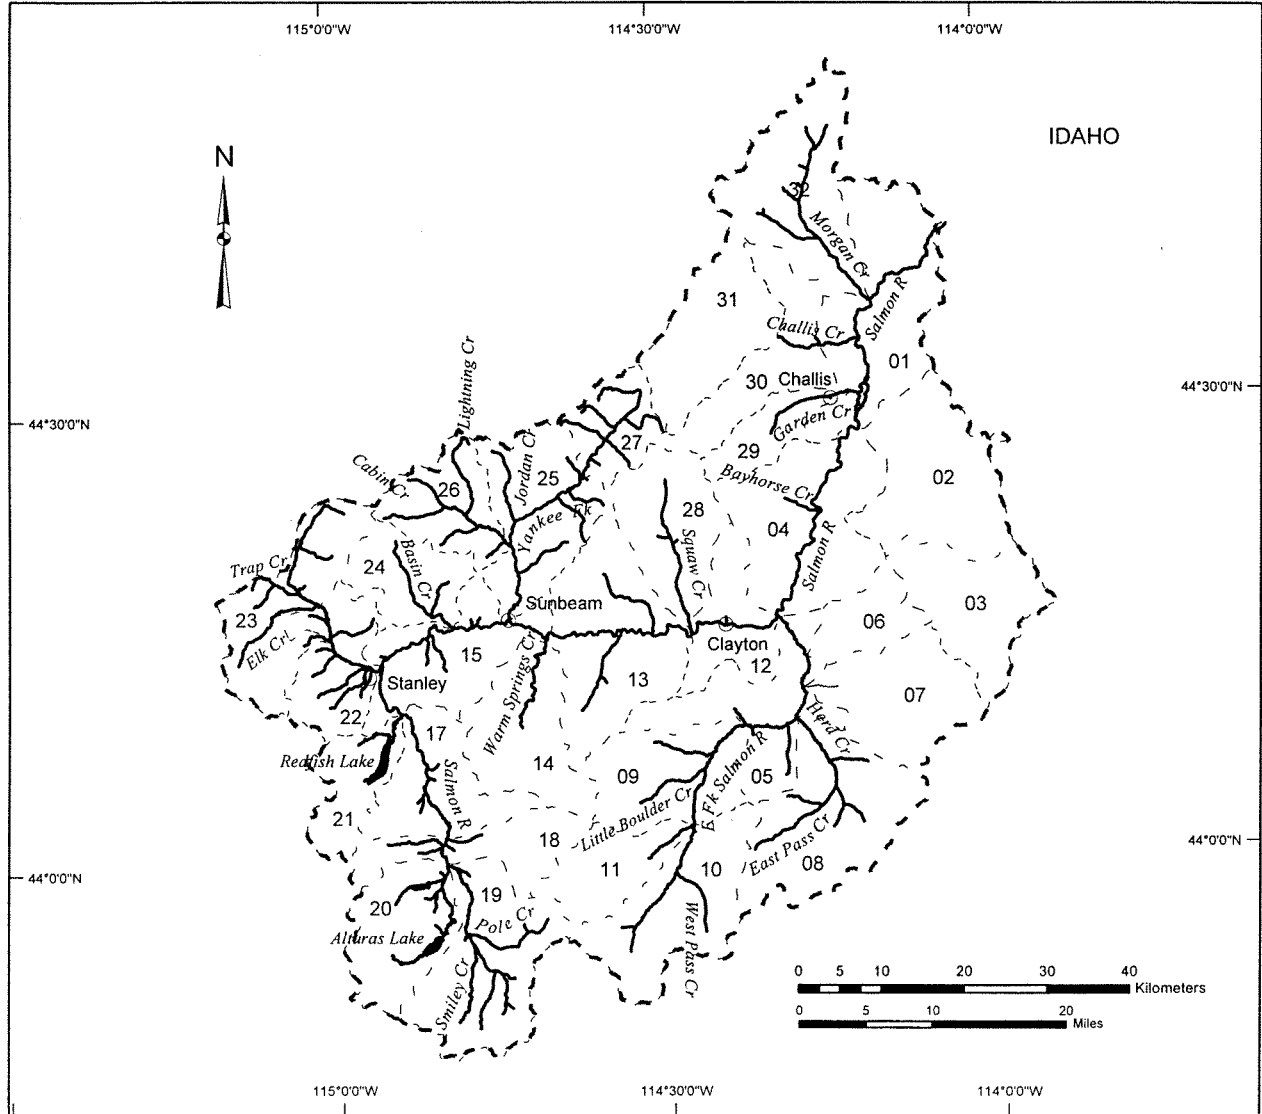 115°0'0"W 114°30'0"W 114°0'0"W
IDAHO
N
32
Morgan Cr
31
Salmon R
Challis Cr
01
Lightning Cr
30 Challis
44°30'0"N
Garden Cr
44°30'0"N
27
29
Jordan Cr
Cabin Cr
25
Bayhorse Cr
02
26
28
Yankee Fk
04
Basin Cr
Squaw Cr
Salmon R
Trap Cr
24
Sunbeam
03
23
06
Elk Cr
15
Clayton
12
Warm Springs Cr
13
Stanley
07
22
17
Herd Cr
Redfish Lake
14
09
E Fk Salmon R
05
Salmon R
21
Little Boulder Cr
18
East Pass Cr
44°0'0"N
11
10
08
44°0'0"N
20
19
Pole Cr
Alturas Lake
West Pass Cr
Smiley Cr
0 5 10 20 30 40
Kilometers
0 5 10 20
Miles
115°0'0"W 114°30'0"W 114°0'0"W